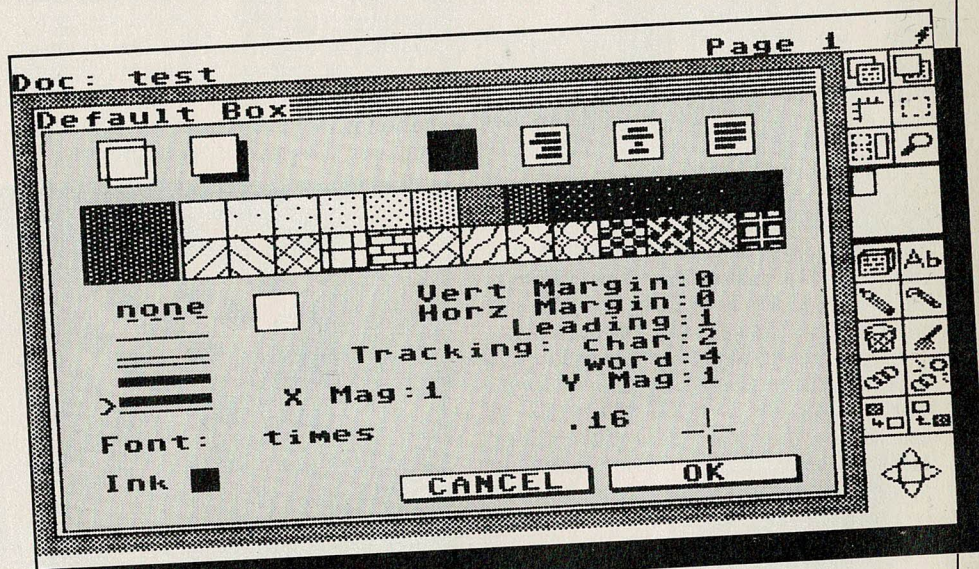 Page 1
Doc: test
Default Box
none
Vert Margin:0
Horz Margin:0
Leading:1
Tracking: char:2
word:4
X Mag:1 Y Mag:1
>
Font: times .16
Ink
CANCEL OK
Ab